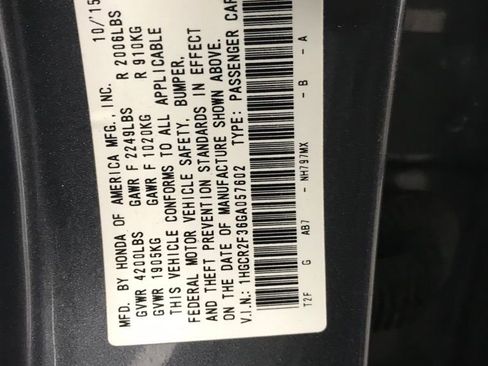 MFD. BY HONDA OF AMERICA MFG., INC. 10/'15
GVWR 4200LBS GAWR F 2249LBS R 2006LBS
GVWR 1905KG GAWR F 1020KG R 910KG
THIS VEHICLE CONFORMS TO ALL APPLICABLE
FEDERAL MOTOR VEHICLE SAFETY, BUMPER,
AND THEFT PREVENTION STANDARDS IN EFFECT
ON THE DATE OF MANUFACTURE SHOWN ABOVE.
V.I.N.: 1HGCR2F36GA057602 TYPE: PASSENGER CAR
T2F G AB7 - NH797MX - B - A